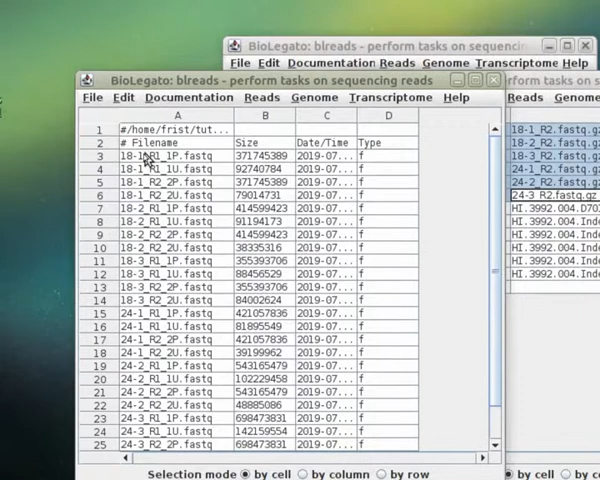 BioLegato: blreads - perform tasks on sequencin
File Edit Documentation Reads Genome Transcriptome Help
BioLegato: blreads - perform tasks on sequencing reads
rform tasks on sequencing reads
File Edit Documentation Reads Genome Transcriptome Help
Reads Genome Transcriptome
A B C D
1 #/home/frist/tut...
2 # Filename Size Date/Time Type
3 18-1_R1_1P.fastq 371745389 2019-07... f
4 18-1_R1_1U.fastq 92740784 2019-07... f
5 18-1_R2_2P.fastq 371745389 2019-07... f
6 18-1_R2_2U.fastq 79014731 2019-07... f
7 18-2_R1_1P.fastq 414599423 2019-07... f
8 18-2_R1_1U.fastq 91194173 2019-07... f
9 18-2_R2_2P.fastq 414599423 2019-07... f
10 18-2_R2_2U.fastq 38335316 2019-07... f
11 18-3_R1_1P.fastq 355393706 2019-07... f
12 18-3_R1_1U.fastq 88456529 2019-07... f
13 18-3_R2_2P.fastq 355393706 2019-07... f
14 18-3_R2_2U.fastq 84002624 2019-07... f
15 24-1_R1_1P.fastq 421057836 2019-07... f
16 24-1_R1_1U.fastq 81895549 2019-07... f
17 24-1_R2_2P.fastq 421057836 2019-07... f
18 24-1_R2_2U.fastq 39199962 2019-07... f
19 24-2_R1_1P.fastq 543165479 2019-07... f
20 24-2_R1_1U.fastq 102229458 2019-07... f
21 24-2_R2_2P.fastq 543165479 2019-07... f
22 24-2_R2_2U.fastq 48885086 2019-07... f
23 24-3_R1_1P.fastq 698473831 2019-07... f
24 24-3_R1_1U.fastq 142159554 2019-07... f
25 24-3_R2_2P.fastq 698473831 2019-07... f
18-1_R2.fastq.gz
18-2_R2.fastq.gz
18-3_R2.fastq.gz
24-1_R2.fastq.gz
24-2_R2.fastq.gz
24-3_R2.fastq.gz
HI.3992.004.D70
HI.3992.004.Inde
HI.3992.004.Inde
HI.3992.004.Inde
HI.3992.004.Inde
HI.3992.004.Inde
Selection mode by cell by column by row
by cell by co